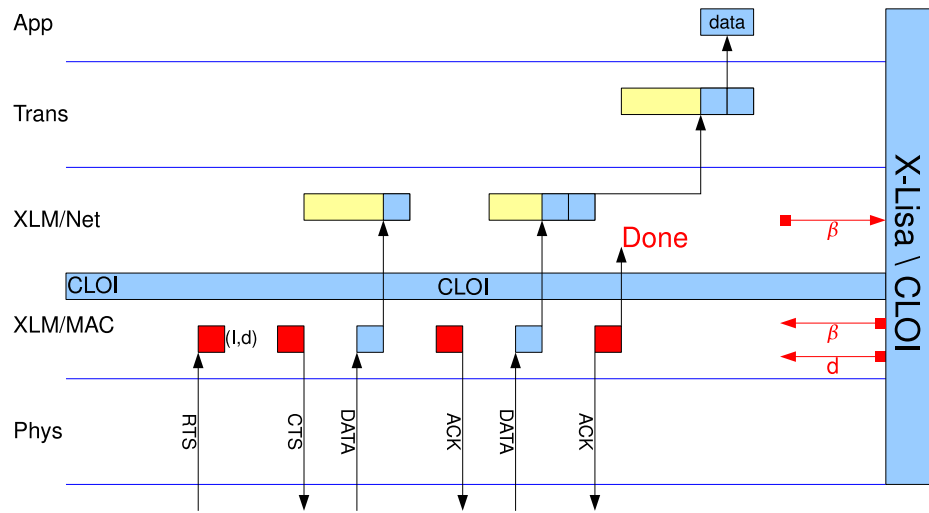 App
data
Trans
XLM/Net
β
Done
CLOI
CLOI
XLM/MAC
(l,d)
β
d
Phys
RTS
CTS
DATA
ACK
DATA
ACK
X-Lisa \ CLOI